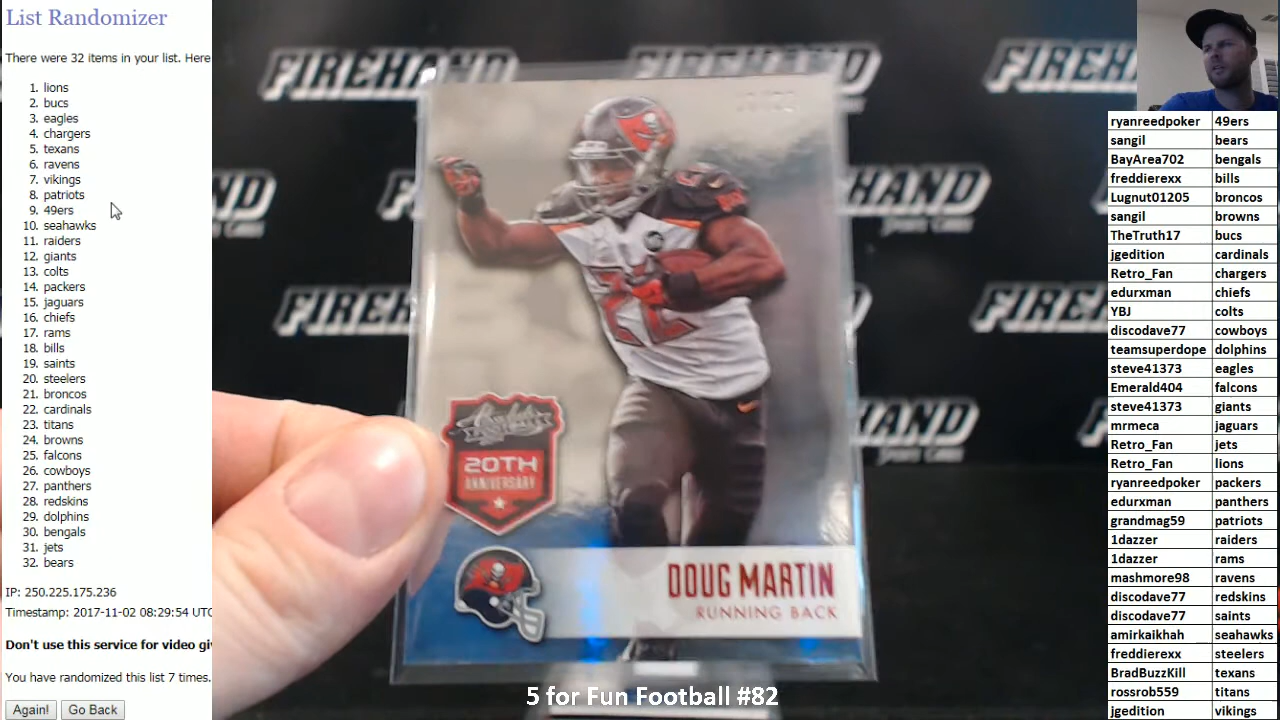 List Randomizer
There were 32 items in your list. Here
1. lions
2. bucs
3. eagles
4. chargers
5. texans
6. ravens
7. vikings
8. patriots
9. 49ers
10. seahawks
11. raiders
12. giants
13. colts
14. packers
15. jaguars
16. chiefs
17. rams
18. bills
19. saints
20. steelers
21. broncos
22. cardinals
23. titans
24. browns
25. falcons
26. cowboys
27. panthers
28. redskins
29. dolphins
30. bengals
31. jets
32. bears
IP: 250.225.175.236
Timestamp: 2017-11-02 08:29:54 UTC
Don't use this service for video gi
You have randomized this list 7 times.
Again! Go Back
FIREHAND
FIREHAND
FIREH
FIREHAND
SPORTS CARDS
FIREHAND
22
Absolute
20TH
ANNIVERSARY
DOUG MARTIN
RUNNING BACK
5 for Fun Football #82
ryanreedpoker 49ers
sangil bears
BayArea702 bengals
freddierexx bills
Lugnut01205 broncos
sangil browns
TheTruth17 bucs
jgedition cardinals
Retro_Fan chargers
edurxman chiefs
YBJ colts
discodave77 cowboys
teamsuperdope dolphins
steve41373 eagles
Emerald404 falcons
steve41373 giants
mrmeca jaguars
Retro_Fan jets
Retro_Fan lions
ryanreedpoker packers
edurxman panthers
grandmag59 patriots
1dazzer raiders
1dazzer rams
mashmore98 ravens
discodave77 redskins
discodave77 saints
amirkaikhah seahawks
freddierexx steelers
BradBuzzKill texans
rossrob559 titans
jgedition vikings